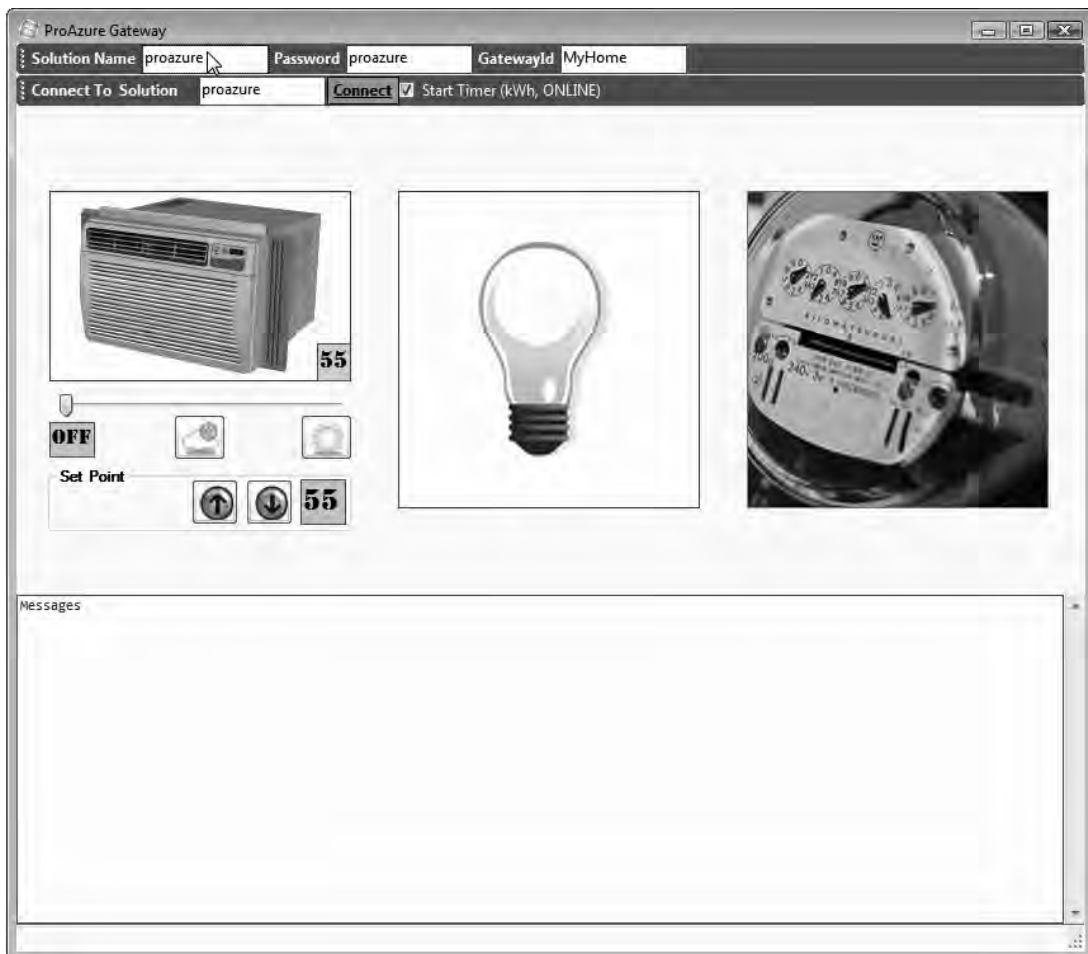 ProAzure Gateway
Solution Name proazure Password proazure GatewayId MyHome
Connect To Solution proazure Connect Start Timer (kWh, ONLINE)
55
OFF
Set Point
55
Messages